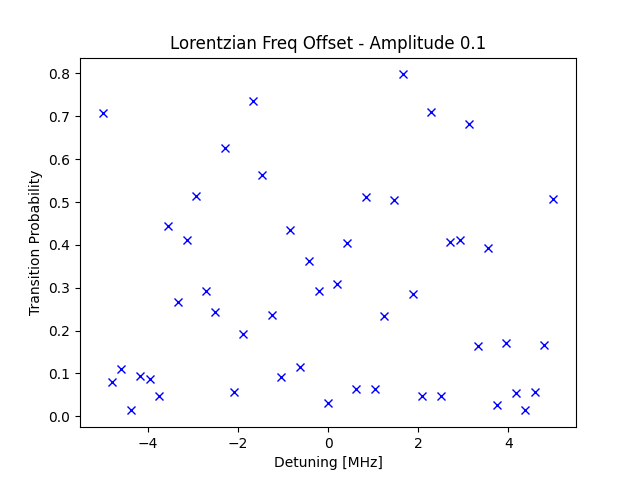 Lorentzian Freq Offset - Amplitude 0.1
0.8
0.7
0.6
0.5
0.4
0.3
0.2
0.1
0.0
Transition Probability
−4 −2 0 2 4
Detuning [MHz]